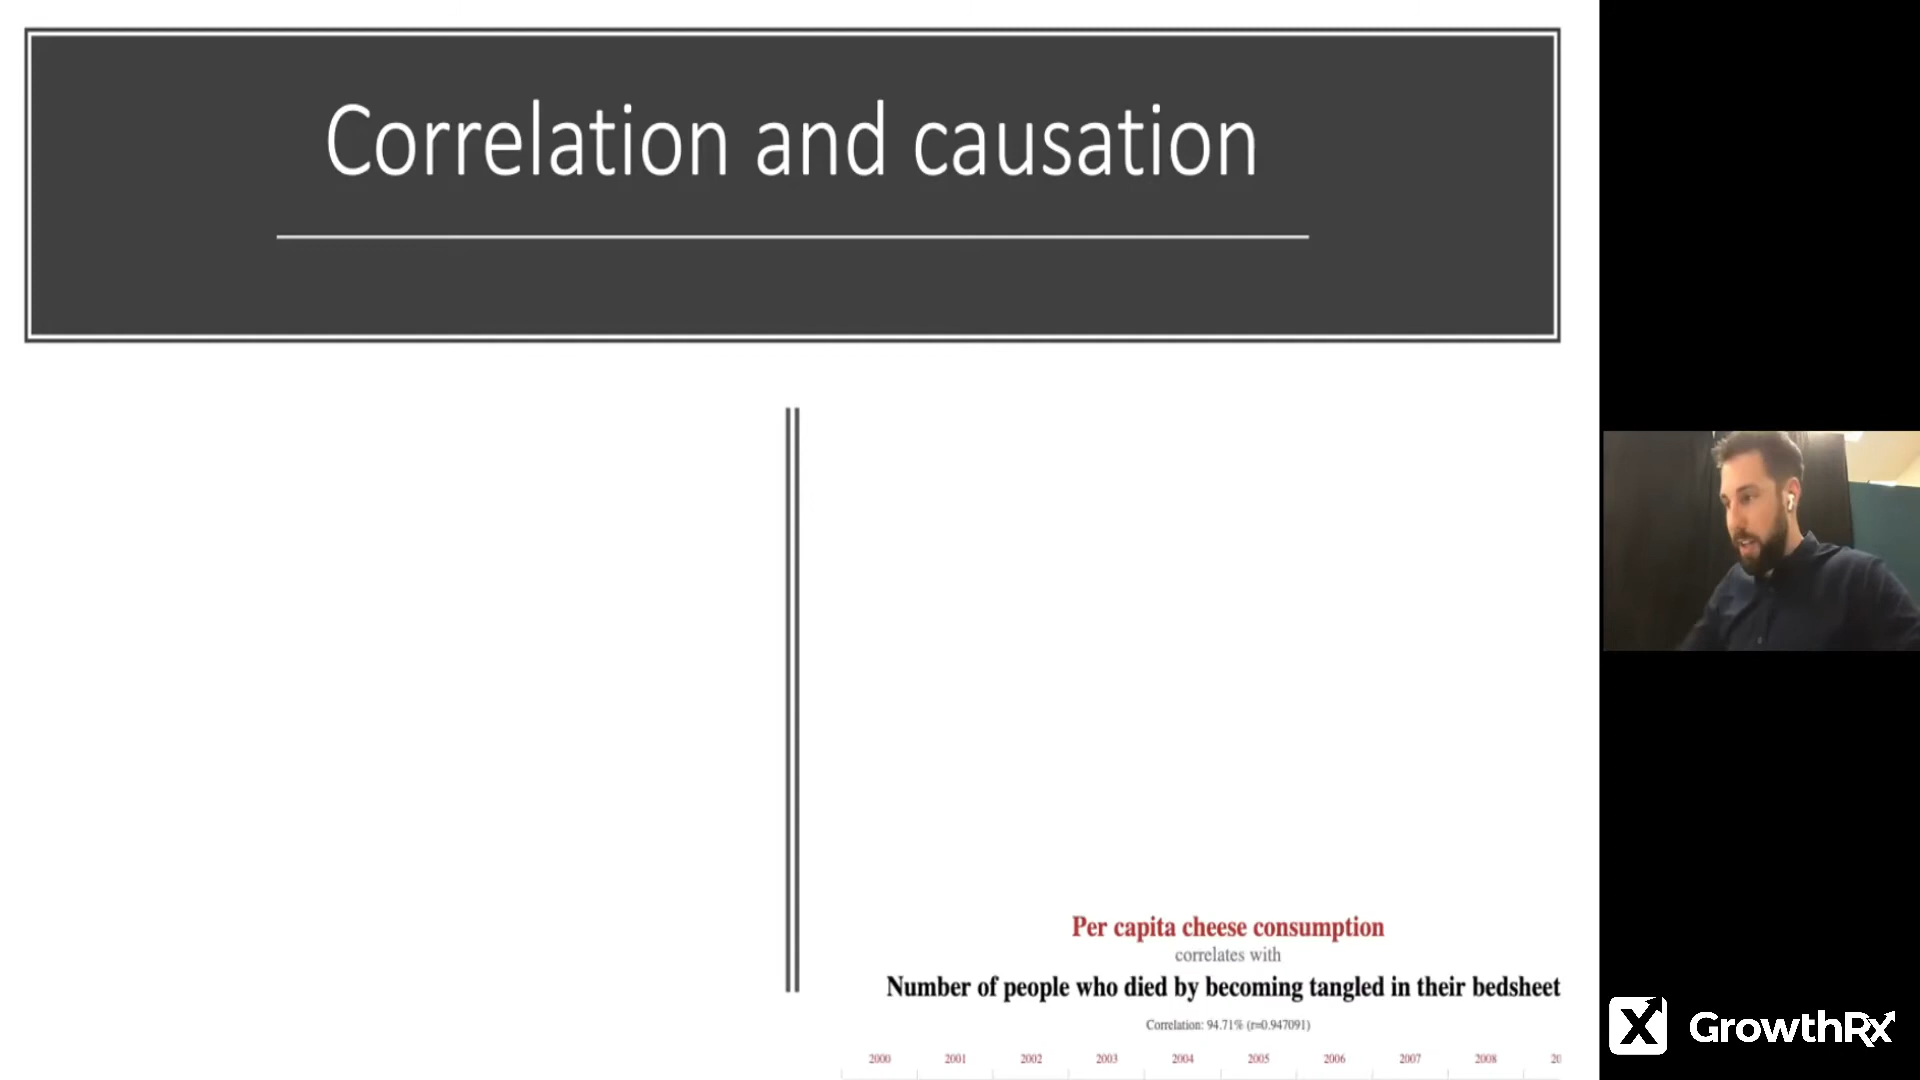 Correlation and causation
Per capita cheese consumption
correlates with
Number of people who died by becoming tangled in their bedsheet
Correlation: 94.71% (r=0.947091)
2000 2001 2002 2003 2004 2005 2006 2007 2008 20
X GrowthRx